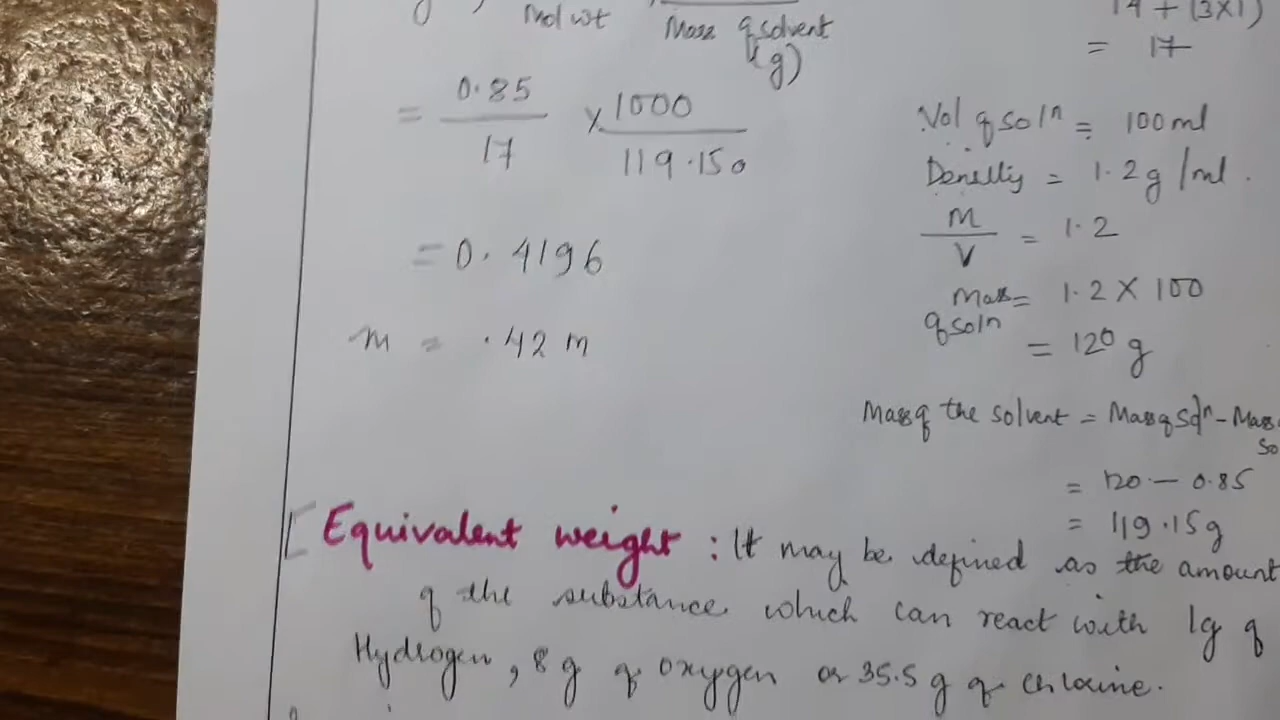 Mol wt Mass of solvent
(g)
= 0.85 / 17 × 1000 / 119.150
= 0.4196
m = .42 m
14 + (3×1)
= 17
Vol of soln = 100 ml
Density = 1.2 g/ml.
M / V = 1.2
Mass of soln = 1.2 × 100
= 120 g
Mass of the solvent = Mass of soln - Mass
so
= 120 - 0.85
= 119.15g
Equivalent weight : It may be defined as the amount
of the substance which can react with 1g of
Hydrogen, 8 g of oxygen or 35.5 g of chlorine.